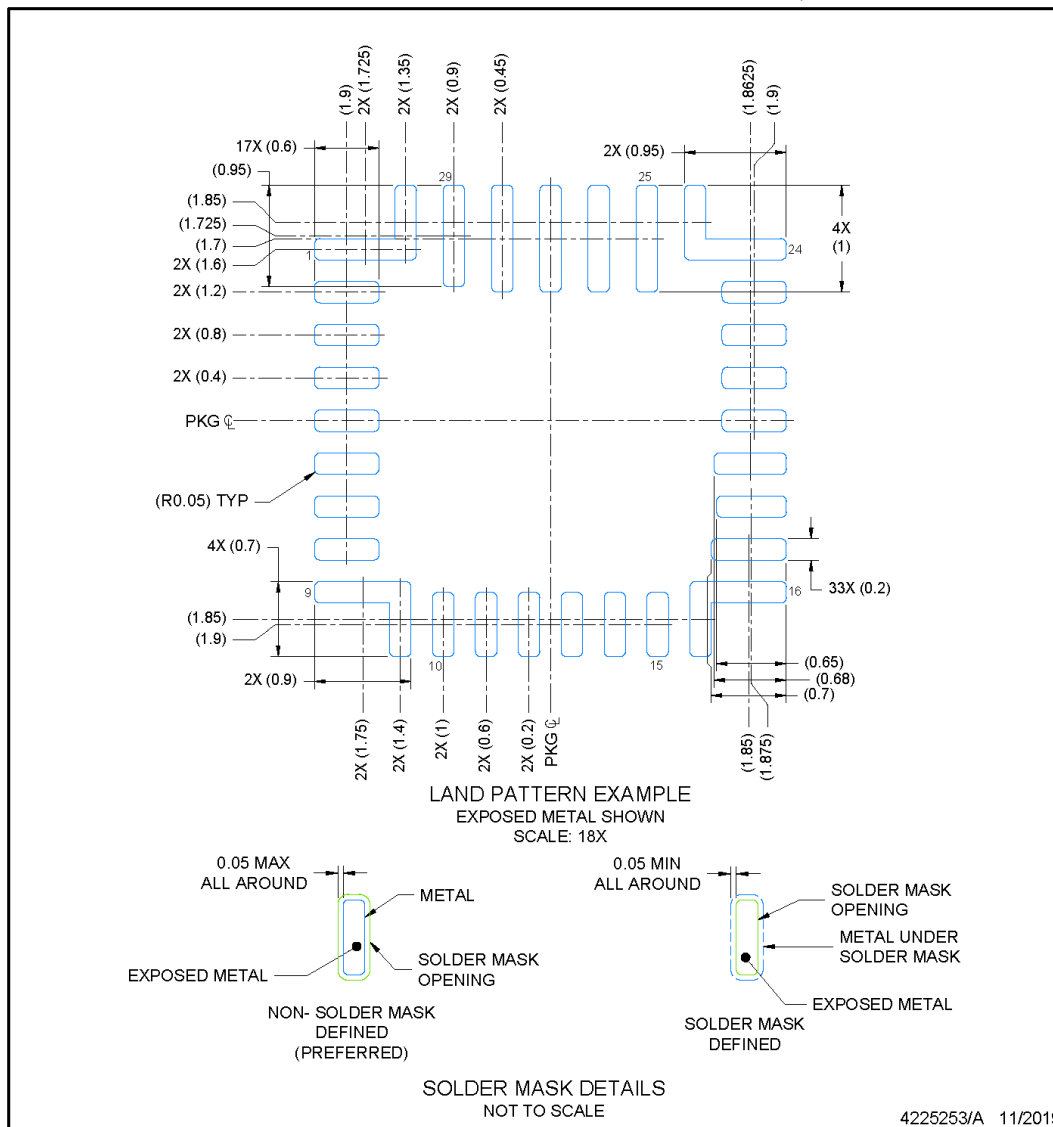 (1.9)
2X (1.725)
2X (1.35)
2X (0.9)
2X (0.45)
(1.8625)
(1.9)
17X (0.6)
2X (0.95)
(0.95)
29
25
(1.85)
(1.725)
(1.7)
4X
(1)
1
24
2X (1.6)
2X (1.2)
2X (0.8)
2X (0.4)
PKG ℄
(R0.05) TYP
4X (0.7)
33X (0.2)
9
16
(1.85)
(1.9)
10
15
(0.65)
(0.68)
(0.7)
2X (0.9)
2X (1.75)
2X (1.4)
2X (1)
2X (0.6)
2X (0.2)
PKG ℄
(1.85)
(1.875)
LAND PATTERN EXAMPLE
EXPOSED METAL SHOWN
SCALE: 18X
0.05 MAX
ALL AROUND
METAL
EXPOSED METAL
SOLDER MASK
OPENING
NON- SOLDER MASK
DEFINED
(PREFERRED)
0.05 MIN
ALL AROUND
SOLDER MASK
OPENING
METAL UNDER
SOLDER MASK
EXPOSED METAL
SOLDER MASK
DEFINED
SOLDER MASK DETAILS
NOT TO SCALE
4225253/A 11/2019